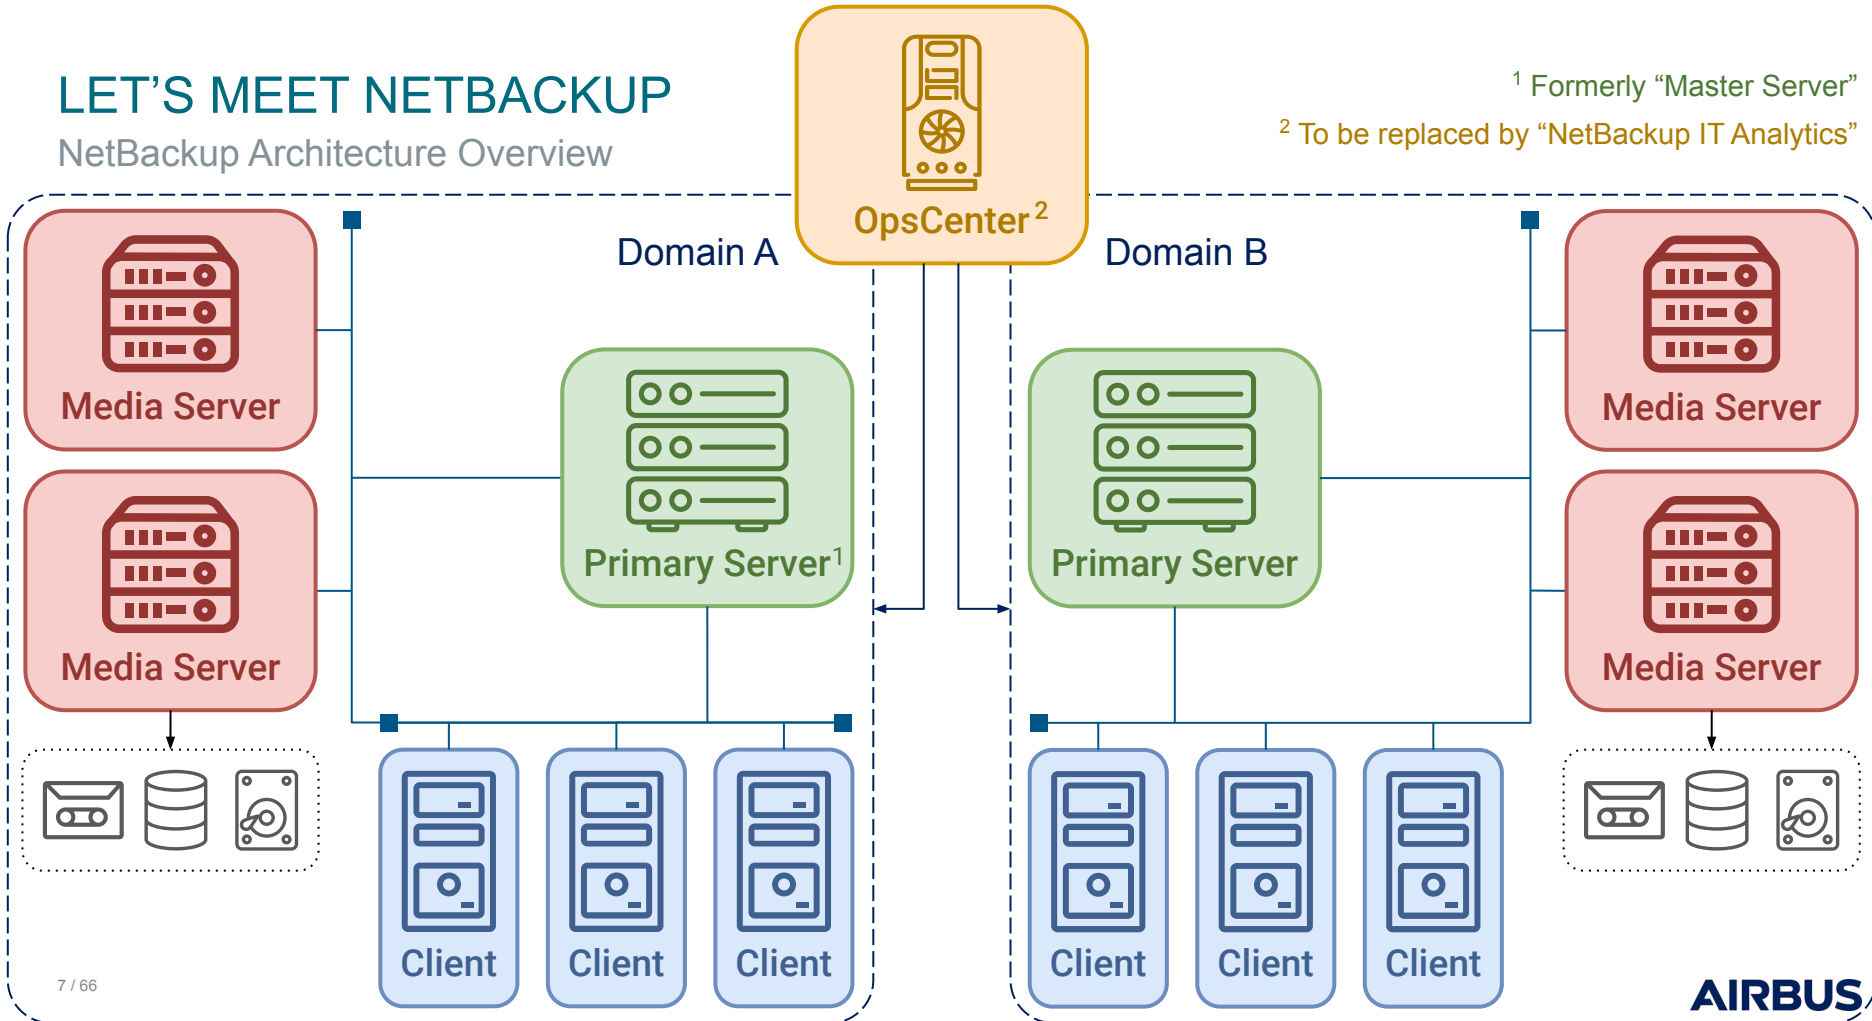 LET’S MEET NETBACKUP
NetBackup Architecture Overview
¹ Formerly “Master Server”
² To be replaced by “NetBackup IT Analytics”
OpsCenter²
Domain A
Domain B
Media Server
Media Server
Primary Server¹
Primary Server
Media Server
Media Server
Client
Client
Client
Client
Client
Client
7 / 66
AIRBUS